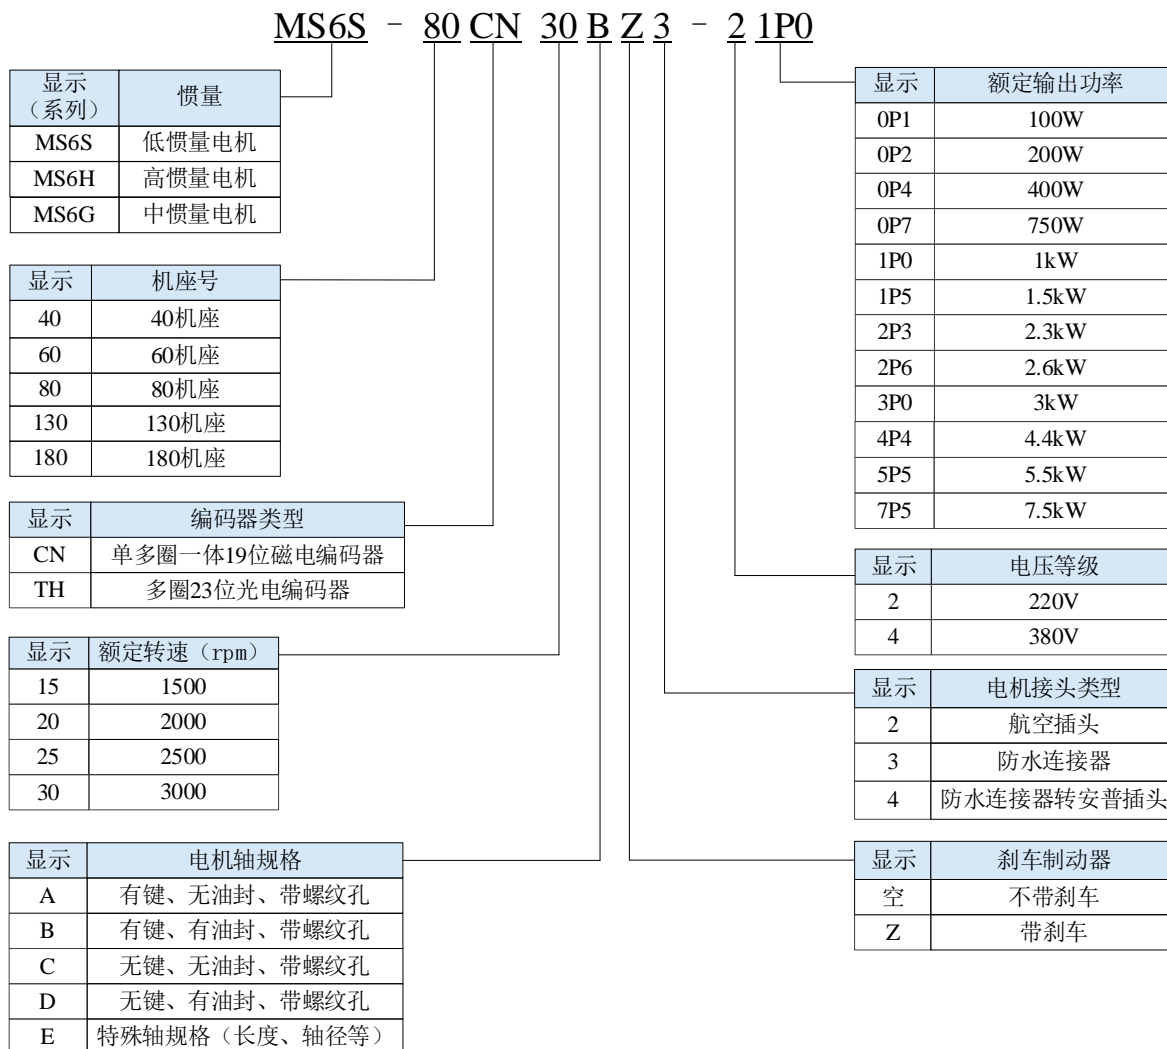 MS6S - 80 CN 30 B Z 3 - 2 1P0
显示（系列） 惯量
MS6S 低惯量电机
MS6H 高惯量电机
MS6G 中惯量电机
显示 机座号
40 40机座
60 60机座
80 80机座
130 130机座
180 180机座
显示 编码器类型
CN 单多圈一体19位磁电编码器
TH 多圈23位光电编码器
显示 额定转速（rpm）
15 1500
20 2000
25 2500
30 3000
显示 电机轴规格
A 有键、无油封、带螺纹孔
B 有键、有油封、带螺纹孔
C 无键、无油封、带螺纹孔
D 无键、有油封、带螺纹孔
E 特殊轴规格（长度、轴径等）
显示 额定输出功率
0P1 100W
0P2 200W
0P4 400W
0P7 750W
1P0 1kW
1P5 1.5kW
2P3 2.3kW
2P6 2.6kW
3P0 3kW
4P4 4.4kW
5P5 5.5kW
7P5 7.5kW
显示 电压等级
2 220V
4 380V
显示 电机接头类型
2 航空插头
3 防水连接器
4 防水连接器转安普插头
显示 刹车制动器
空 不带刹车
Z 带刹车